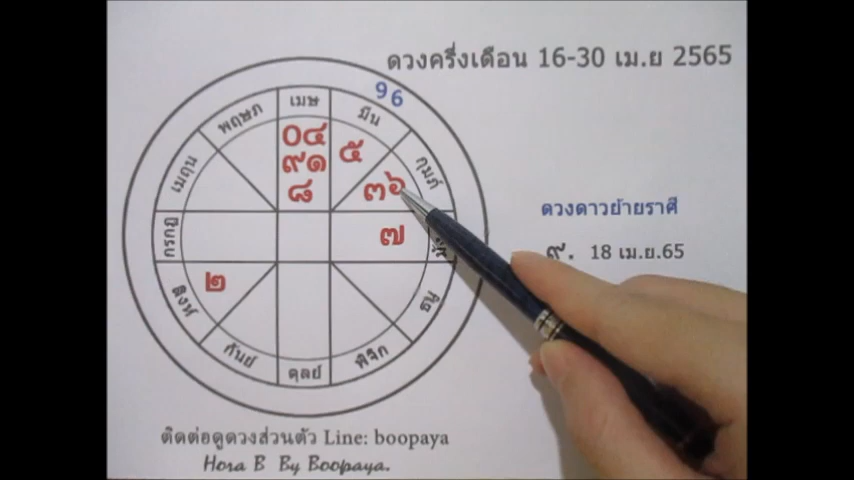 ดวงครึ่งเดือน 16-30 เม.ย 2565
96
เมษ
มีน
กุมภ์
ธนู
พิจิก
ตุลย์
กันย์
สิงห์
กรกฎ
เมถุน
พฤษภ
๐๔
๙๑
๘
๕
๓๖
๗
๒
ดวงดาวย้ายราศี
๙. 18 เม.ย.65
ติดต่อดูดวงส่วนตัว Line: boopaya
Hora B By Boopaya.